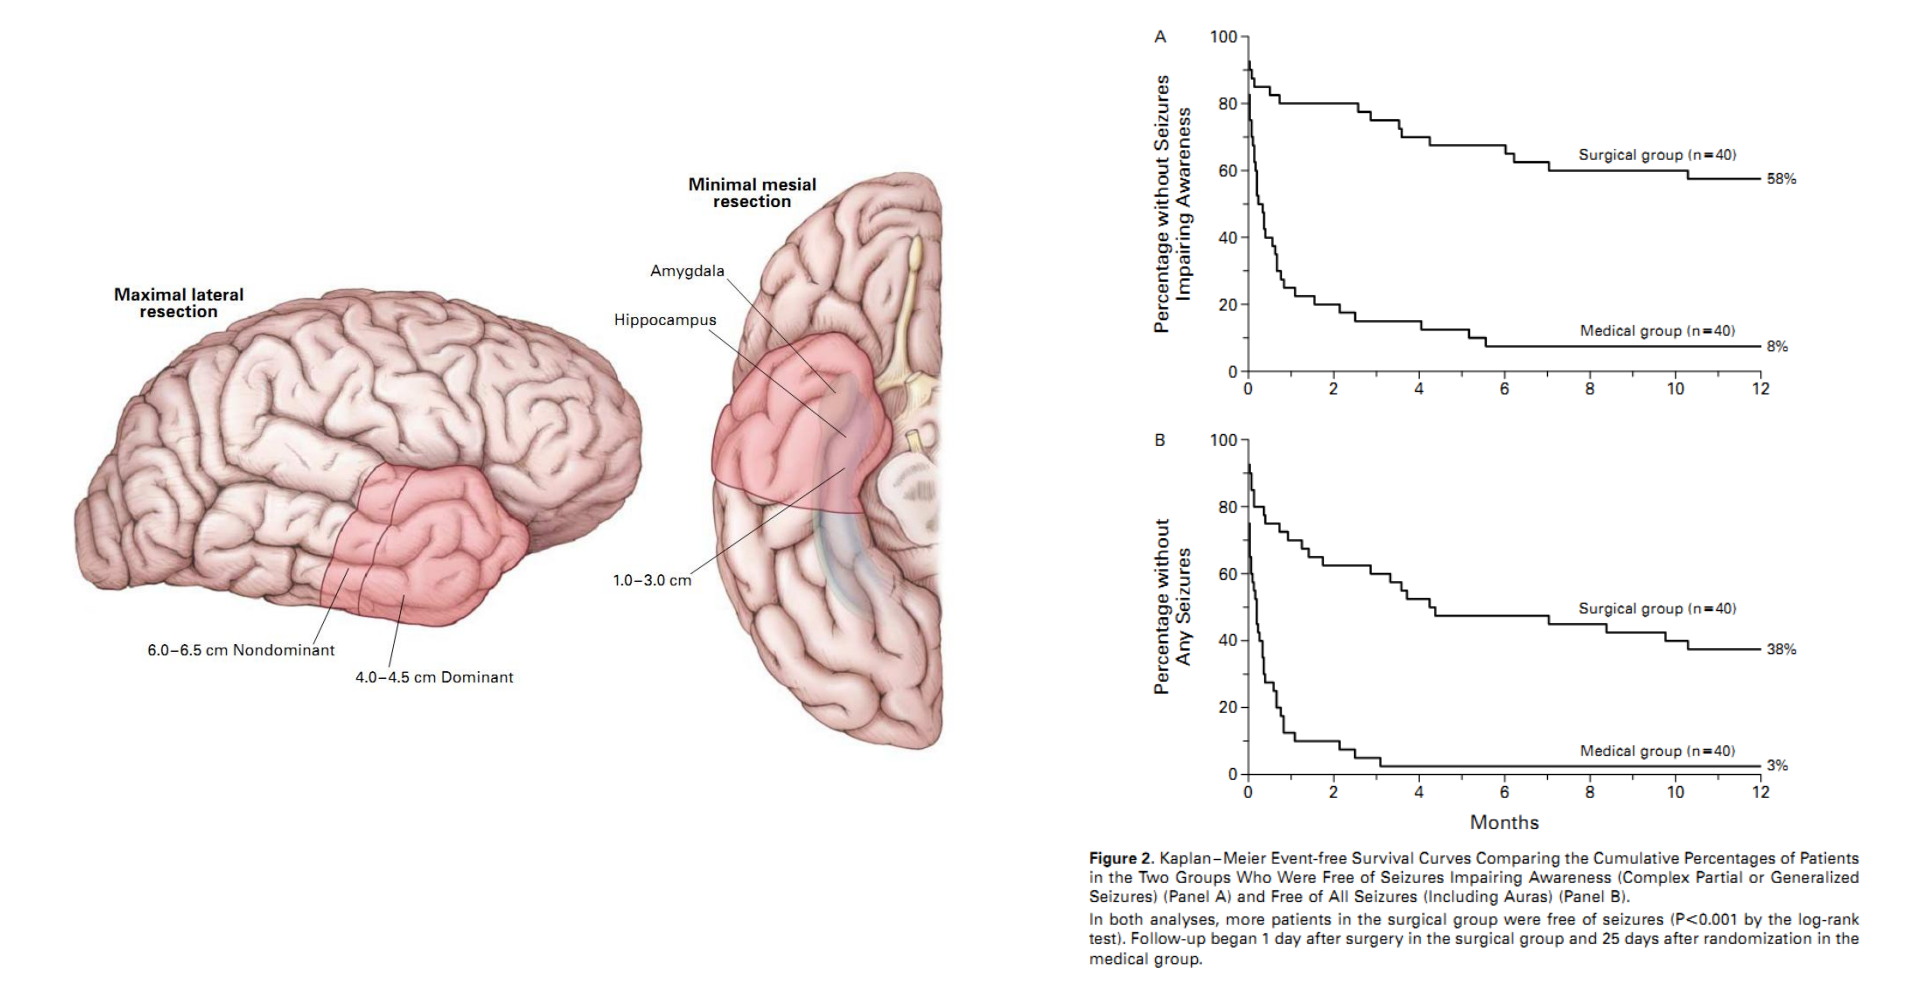 Maximal lateral
resection
6.0–6.5 cm Nondominant
4.0–4.5 cm Dominant
Minimal mesial
resection
Amygdala
Hippocampus
1.0–3.0 cm
A
Percentage without Seizures
Impairing Awareness
100
80
60
40
20
0
Surgical group (n=40)
58%
Medical group (n=40)
8%
0 2 4 6 8 10 12
B
Percentage without
Any Seizures
100
80
60
40
20
0
Surgical group (n=40)
38%
Medical group (n=40)
3%
0 2 4 6 8 10 12
Months
Figure 2. Kaplan–Meier Event-free Survival Curves Comparing the Cumulative Percentages of Patients
in the Two Groups Who Were Free of Seizures Impairing Awareness (Complex Partial or Generalized
Seizures) (Panel A) and Free of All Seizures (Including Auras) (Panel B).
In both analyses, more patients in the surgical group were free of seizures (P<0.001 by the log-rank
test). Follow-up began 1 day after surgery in the surgical group and 25 days after randomization in the
medical group.